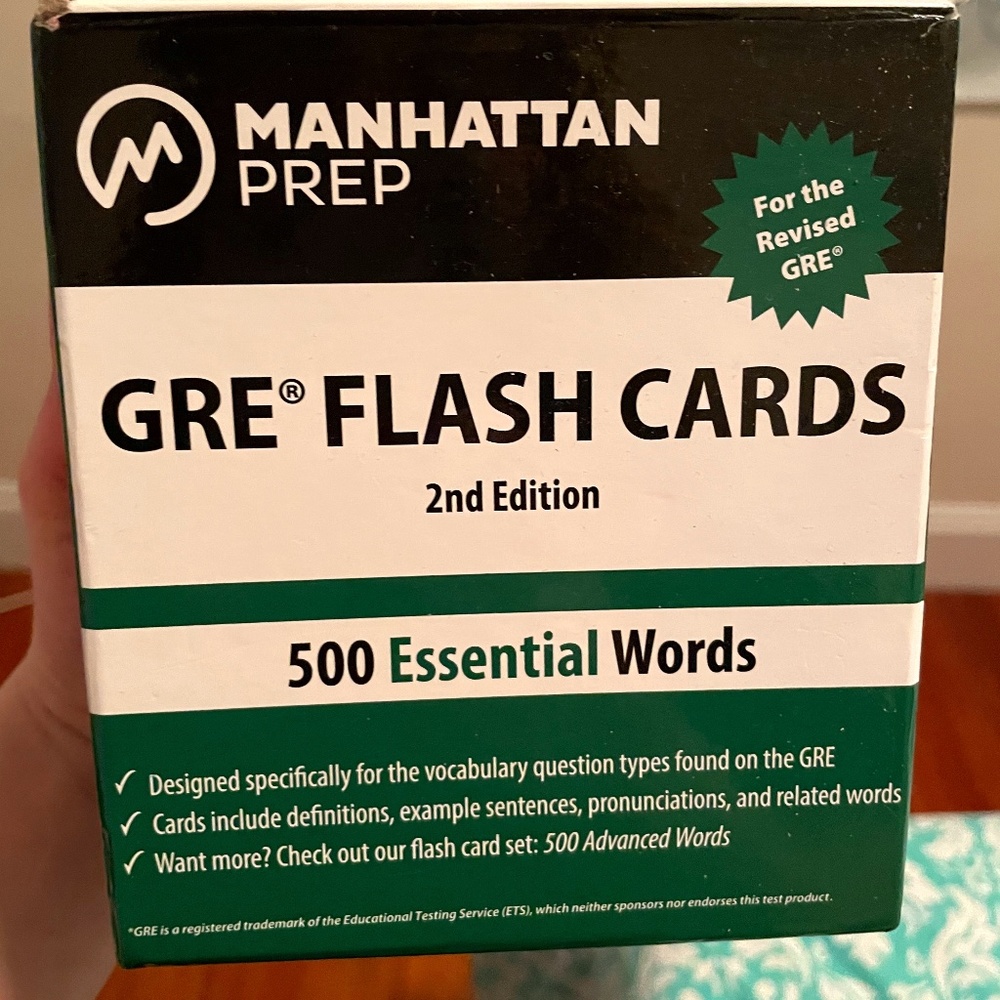 MANHATTAN
PREP
For the
Revised
GRE®
GRE® FLASH CARDS
2nd Edition
500 Essential Words
✓ Designed specifically for the vocabulary question types found on the GRE
✓ Cards include definitions, example sentences, pronunciations, and related words
✓ Want more? Check out our flash card set: 500 Advanced Words
*GRE is a registered trademark of the Educational Testing Service (ETS), which neither sponsors nor endorses this test product.